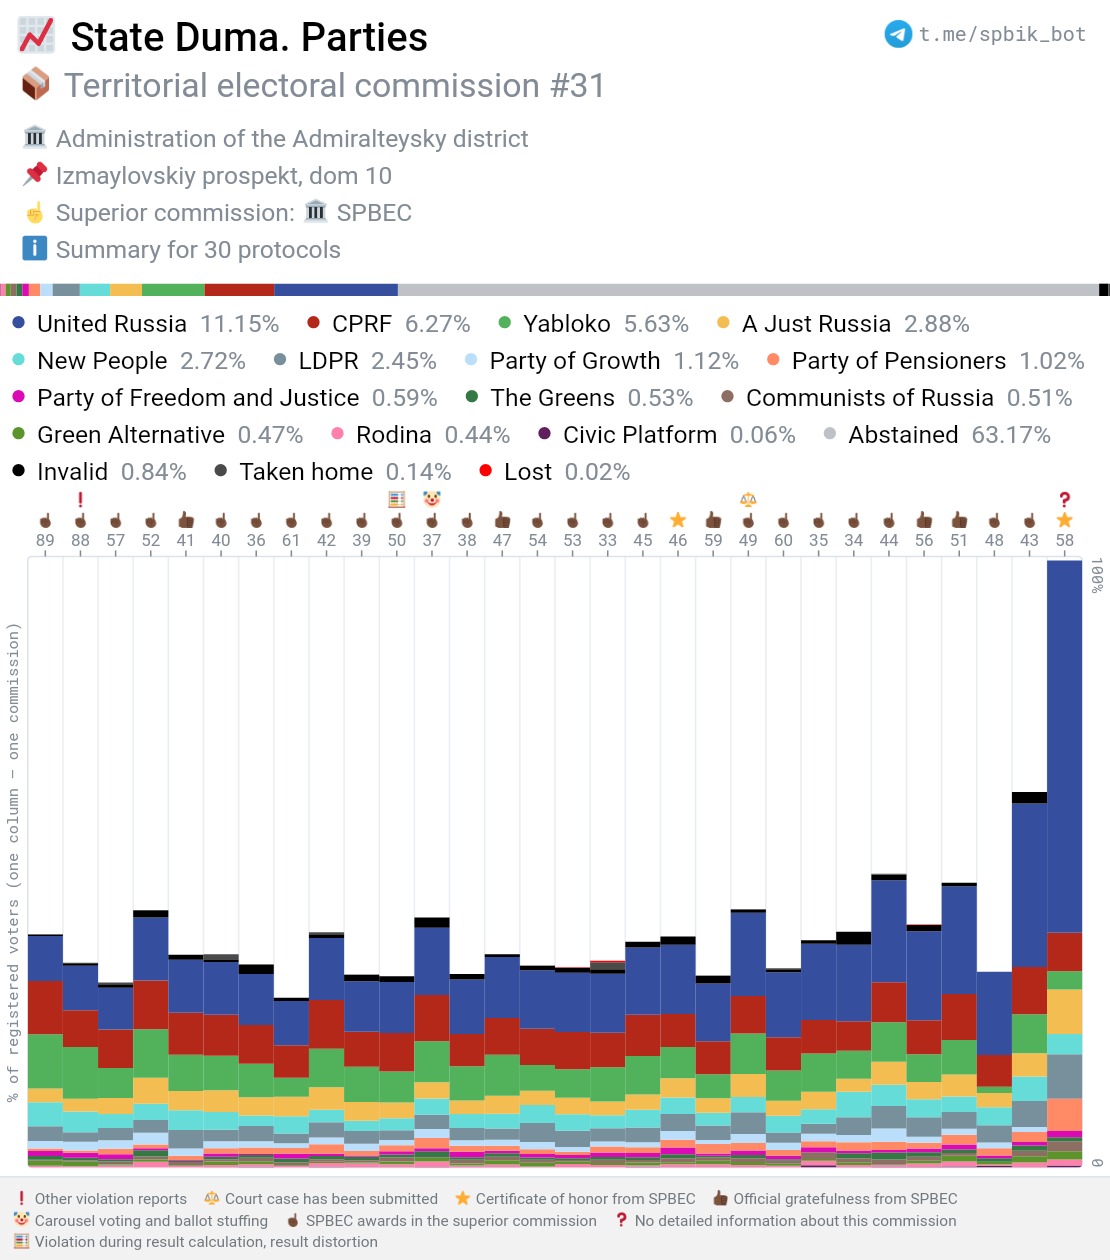 State Duma. Parties
t.me/spbik_bot
Territorial electoral commission #31
Administration of the Admiralteysky district
Izmaylovskiy prospekt, dom 10
Superior commission: SPBEC
Summary for 30 protocols
United Russia 11.15% CPRF 6.27% Yabloko 5.63% A Just Russia 2.88%
New People 2.72% LDPR 2.45% Party of Growth 1.12% Party of Pensioners 1.02%
Party of Freedom and Justice 0.59% The Greens 0.53% Communists of Russia 0.51%
Green Alternative 0.47% Rodina 0.44% Civic Platform 0.06% Abstained 63.17%
Invalid 0.84% Taken home 0.14% Lost 0.02%
89 88 57 52 41 40 36 61 42 39 50 37 38 47 54 53 33 45 46 59 49 60 35 34 44 56 51 48 43 58
100%
% of registered voters (one column – one commission)
0
Other violation reports Court case has been submitted Certificate of honor from SPBEC Official gratefulness from SPBEC
Carousel voting and ballot stuffing SPBEC awards in the superior commission No detailed information about this commission
Violation during result calculation, result distortion